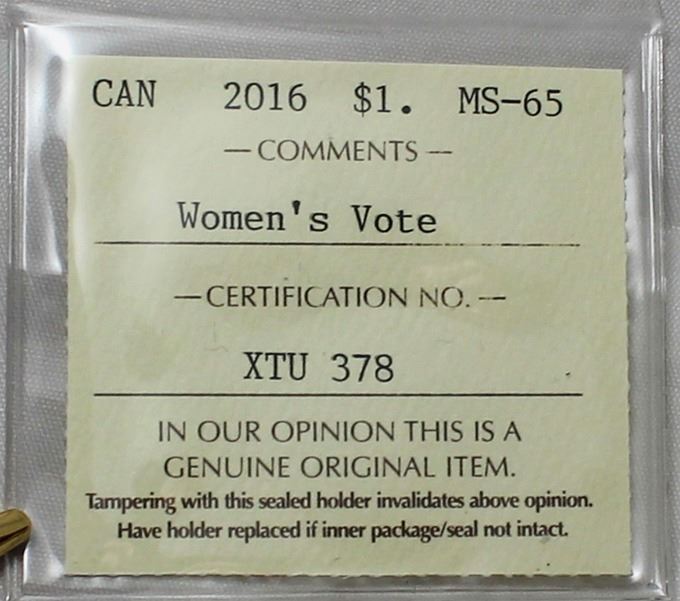 CAN 2016 $1. MS-65
— COMMENTS —
Women's Vote
— CERTIFICATION NO. —
XTU 378
IN OUR OPINION THIS IS A
GENUINE ORIGINAL ITEM.
Tampering with this sealed holder invalidates above opinion.
Have holder replaced if inner package/seal not intact.